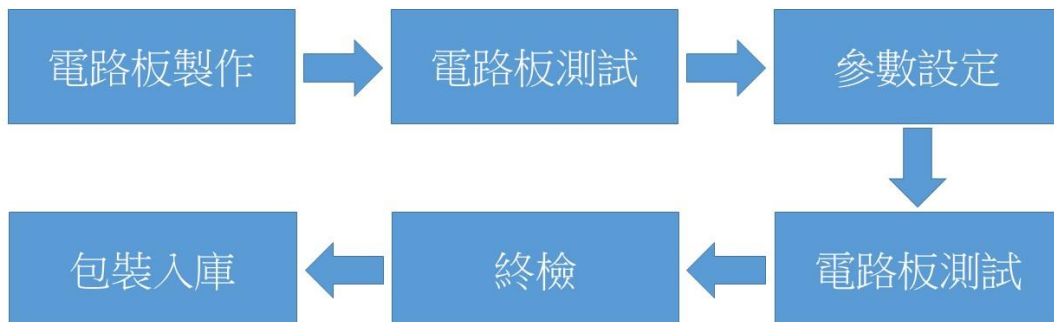 電路板製作
電路板測試
參數設定
電路板測試
終檢
包裝入庫